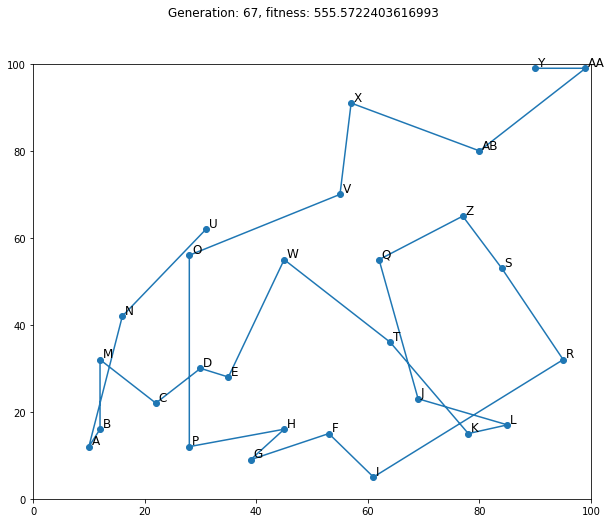 Generation: 67, fitness: 555.5722403616993
Y AA
100
X
AB
80
V
Z
U
60
O W Q
S
N
40
T
M R
D
E
C J
20
B H L
F K
A P
G
I
0
0 20 40 60 80 100